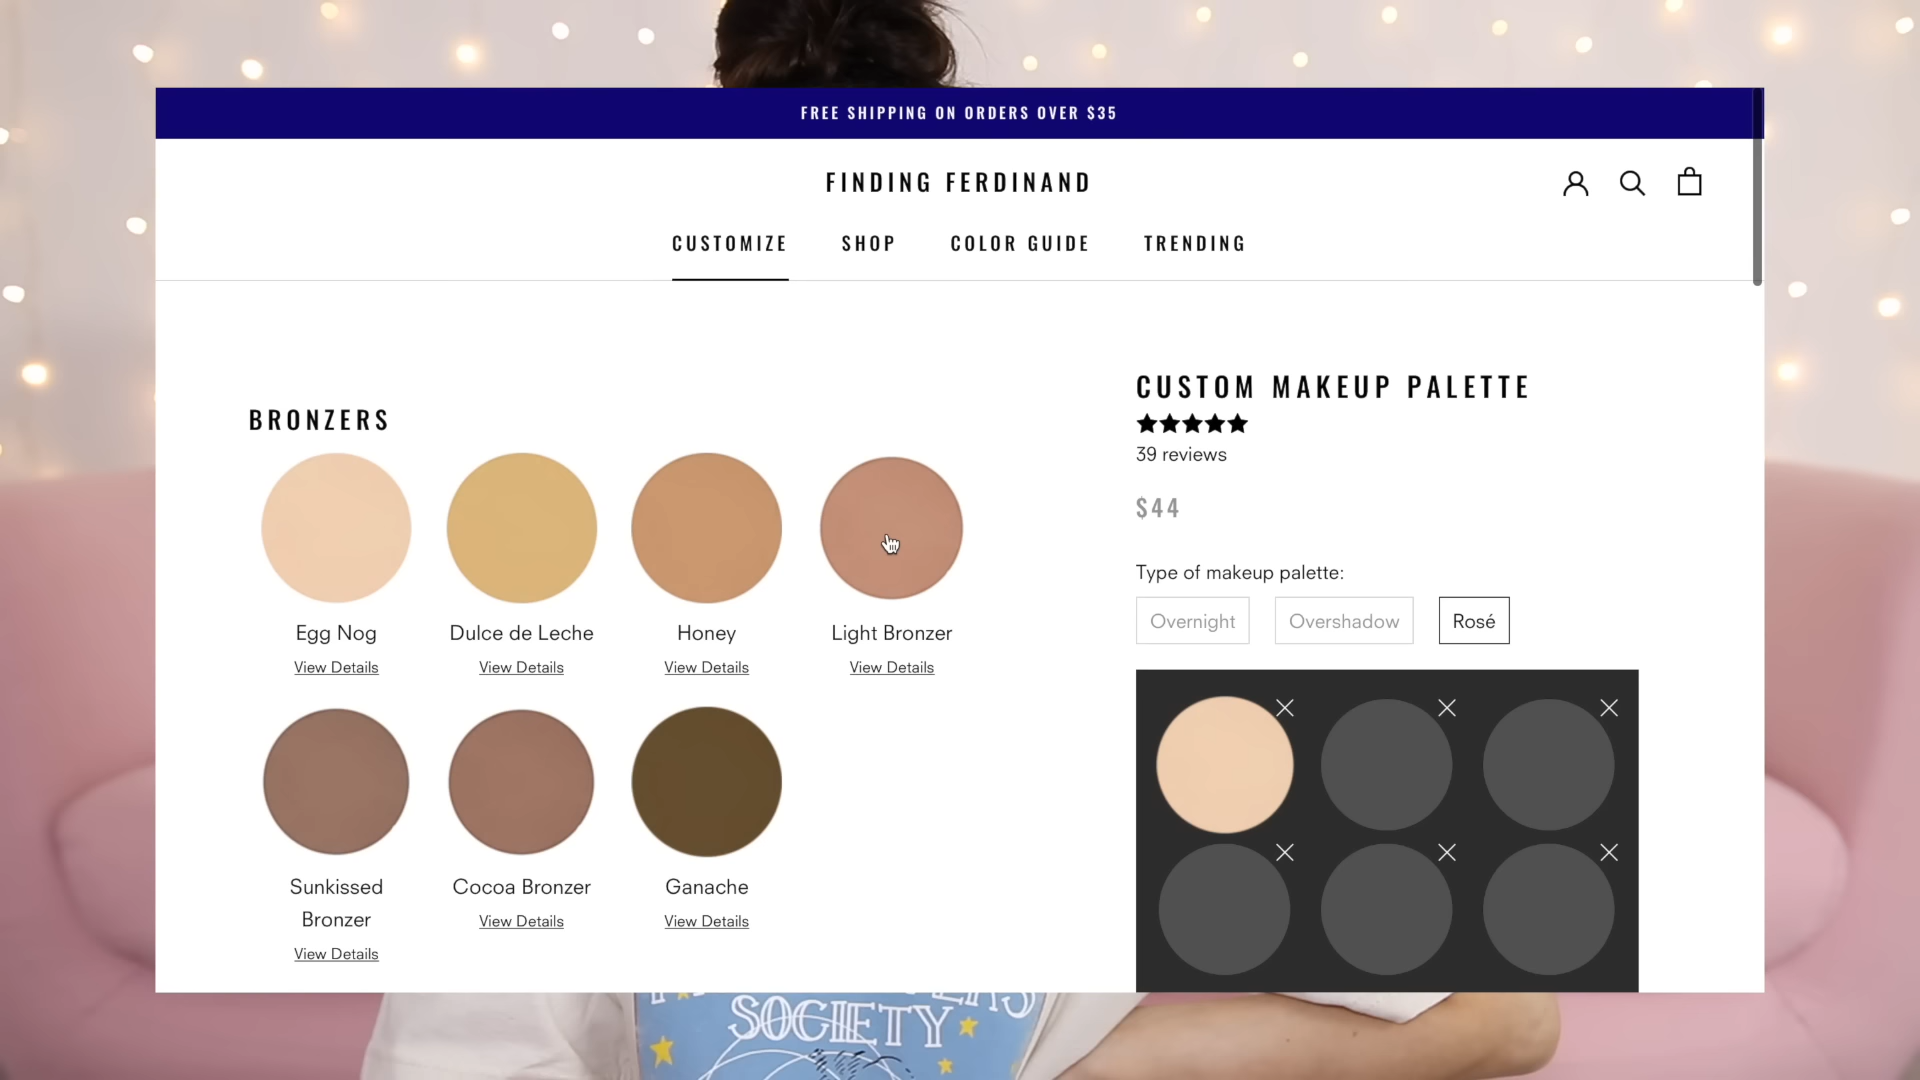 FREE SHIPPING ON ORDERS OVER $35
FINDING FERDINAND
CUSTOMIZE SHOP COLOR GUIDE TRENDING
BRONZERS
Egg Nog Dulce de Leche Honey Light Bronzer
View Details View Details View Details View Details
Sunkissed Bronzer Cocoa Bronzer Ganache
View Details View Details View Details
CUSTOM MAKEUP PALETTE
39 reviews
$44
Type of makeup palette:
Overnight Overshadow Rosé
SOCIETY